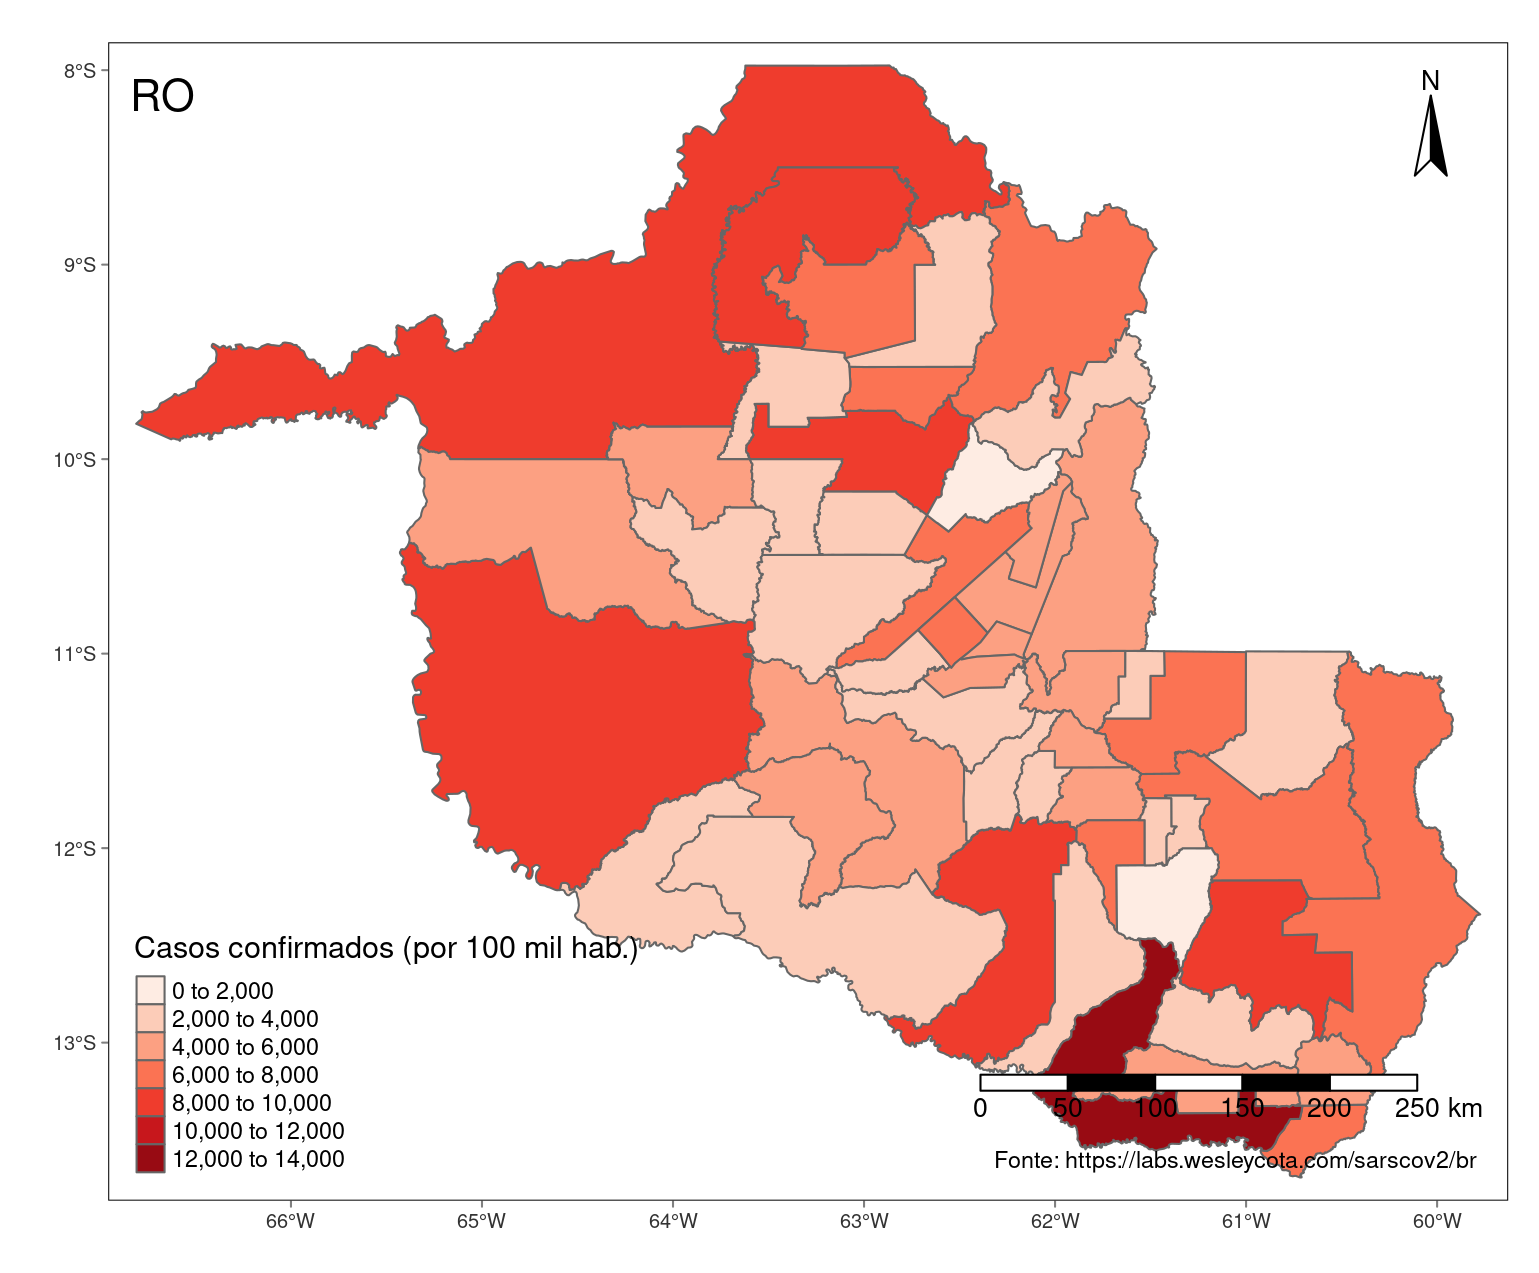 RO
N
8°S
9°S
10°S
11°S
12°S
13°S
Casos confirmados (por 100 mil hab.)
0 to 2,000
2,000 to 4,000
4,000 to 6,000
6,000 to 8,000
8,000 to 10,000
10,000 to 12,000
12,000 to 14,000
0 50 100 150 200 250 km
Fonte: https://labs.wesleycota.com/sarscov2/br
66°W 65°W 64°W 63°W 62°W 61°W 60°W